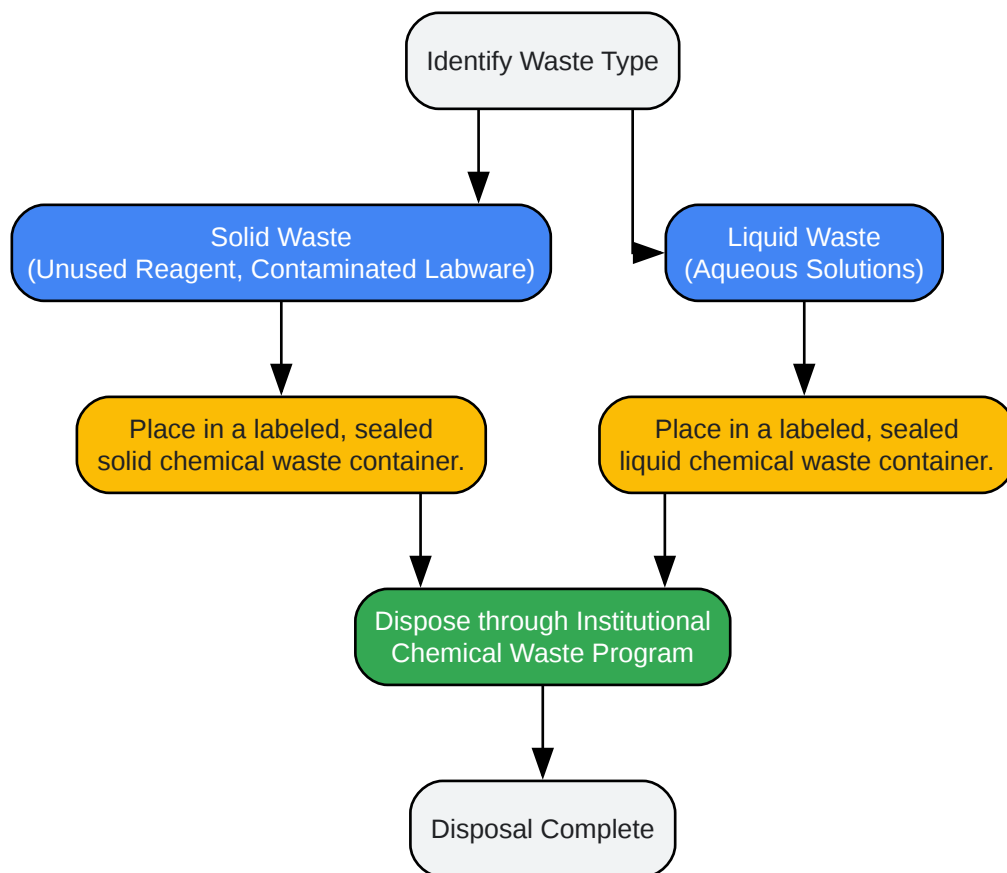 Identify Waste Type
Solid Waste
(Unused Reagent, Contaminated Labware)
Liquid Waste
(Aqueous Solutions)
Place in a labeled, sealed
solid chemical waste container.
Place in a labeled, sealed
liquid chemical waste container.
Dispose through Institutional
Chemical Waste Program
Disposal Complete